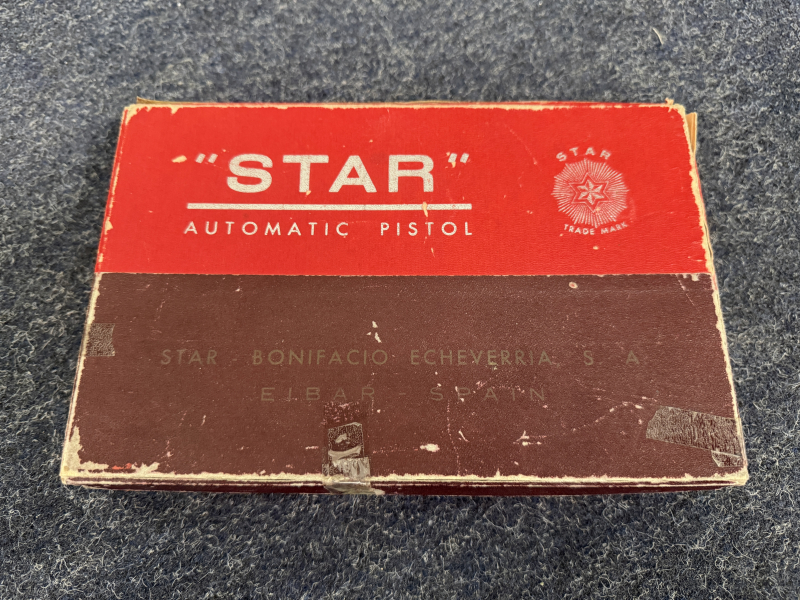 "STAR"
AUTOMATIC PISTOL
STAR
TRADE MARK
STAR - BONIFACIO ECHEVERRIA, S. A.
EIBAR - SPAIN